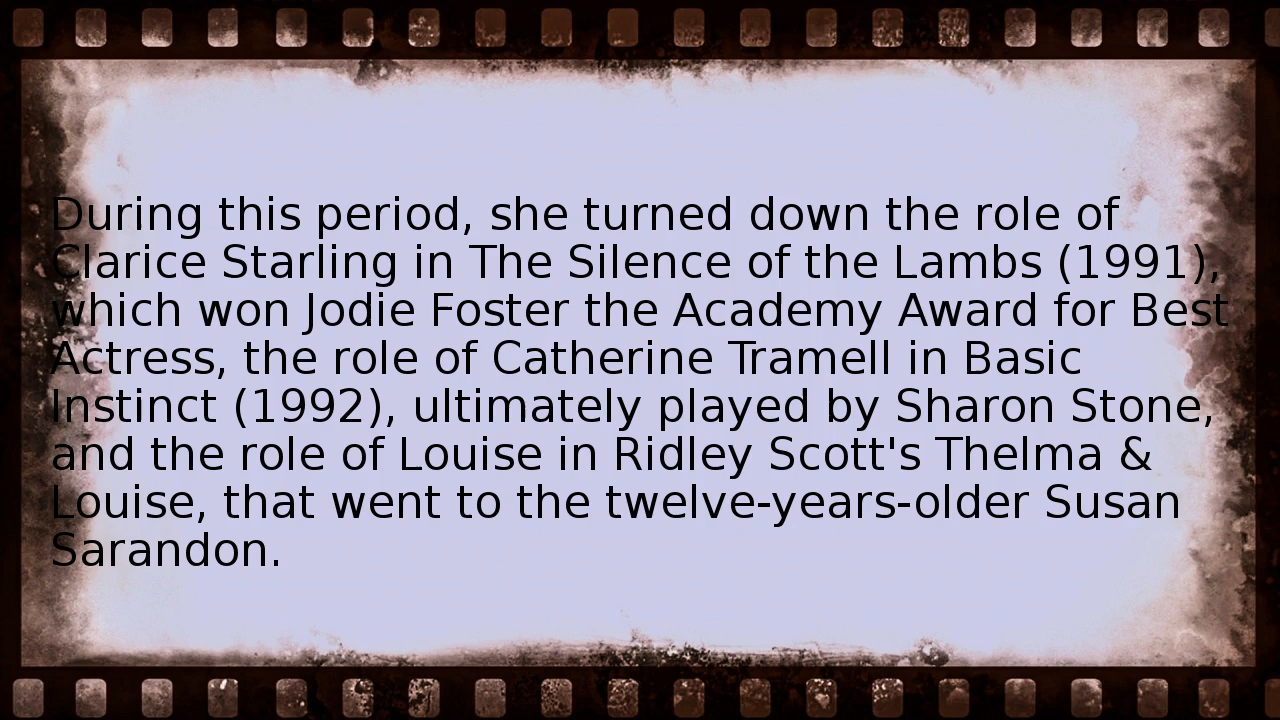 During this period, she turned down the role of
Clarice Starling in The Silence of the Lambs (1991),
which won Jodie Foster the Academy Award for Best
Actress, the role of Catherine Tramell in Basic
Instinct (1992), ultimately played by Sharon Stone,
and the role of Louise in Ridley Scott's Thelma &
Louise, that went to the twelve-years-older Susan
Sarandon.